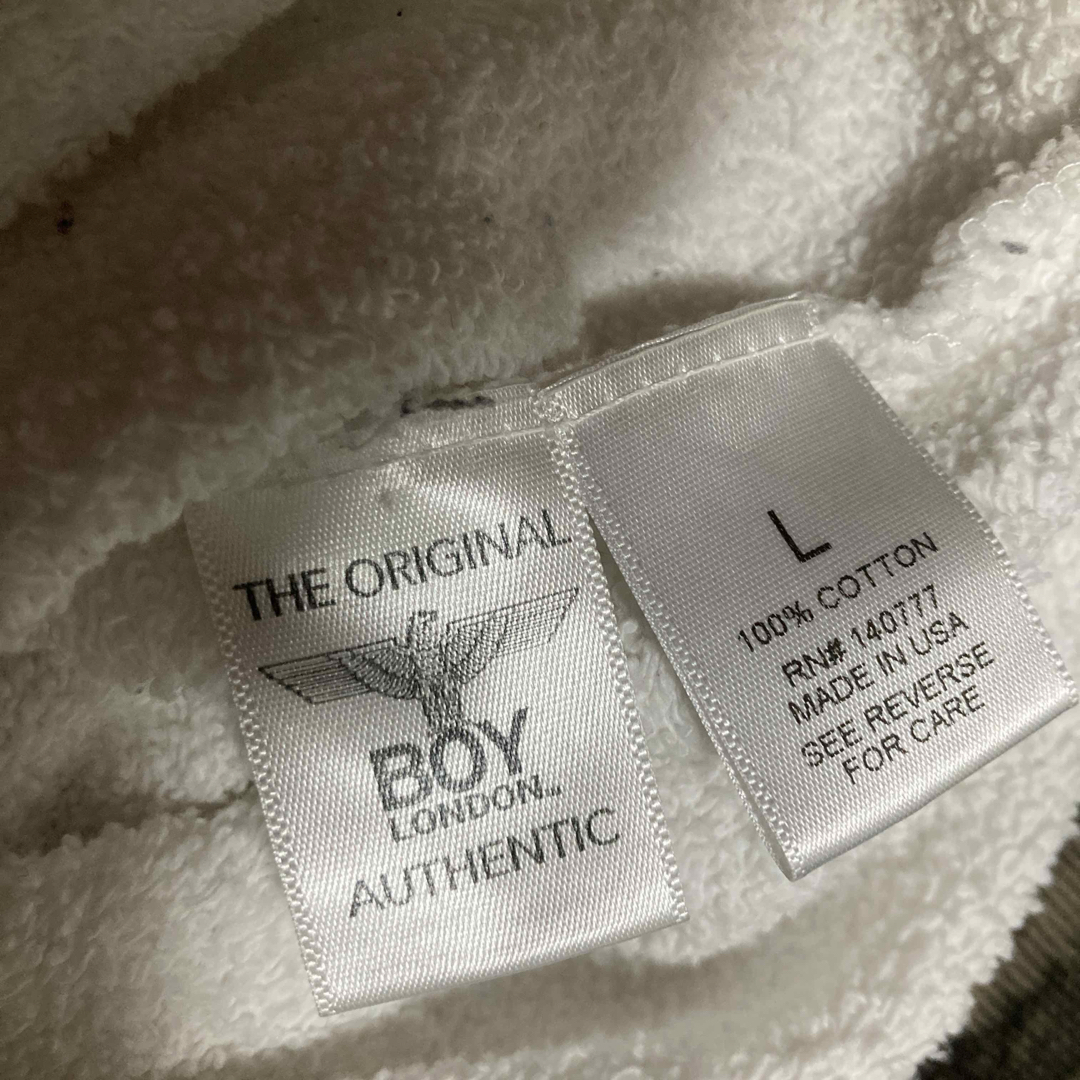 THE ORIGINAL
BOY
LONDON
AUTHENTIC
L
100% COTTON
RN# 140777
MADE IN USA
SEE REVERSE
FOR CARE